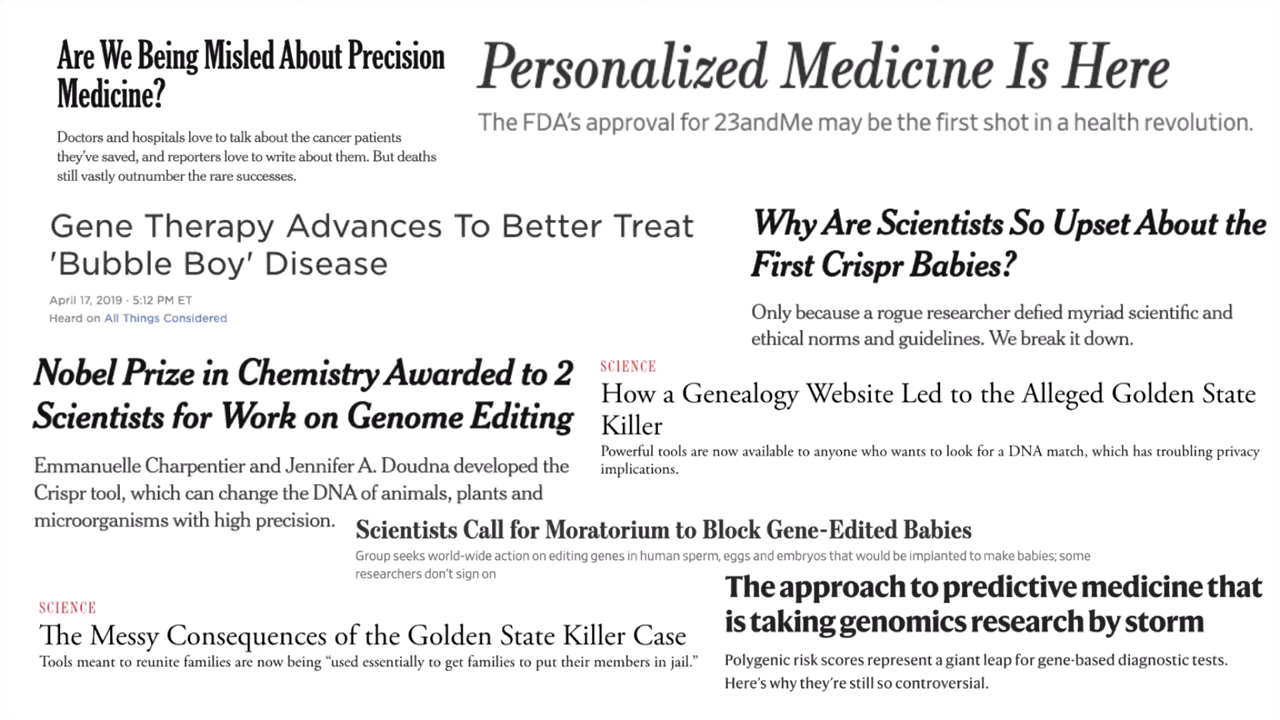 Are We Being Misled About Precision
Medicine?
Doctors and hospitals love to talk about the cancer patients
they've saved, and reporters love to write about them. But deaths
still vastly outnumber the rare successes.
Personalized Medicine Is Here
The FDA's approval for 23andMe may be the first shot in a health revolution.
Gene Therapy Advances To Better Treat
'Bubble Boy' Disease
April 17, 2019 · 5:12 PM ET
Heard on All Things Considered
Why Are Scientists So Upset About the
First Crispr Babies?
Only because a rogue researcher defied myriad scientific and
ethical norms and guidelines. We break it down.
Nobel Prize in Chemistry Awarded to 2
Scientists for Work on Genome Editing
Emmanuelle Charpentier and Jennifer A. Doudna developed the
Crispr tool, which can change the DNA of animals, plants and
microorganisms with high precision.
SCIENCE
How a Genealogy Website Led to the Alleged Golden State
Killer
Powerful tools are now available to anyone who wants to look for a DNA match, which has troubling privacy
implications.
Scientists Call for Moratorium to Block Gene-Edited Babies
Group seeks world-wide action on editing genes in human sperm, eggs and embryos that would be implanted to make babies; some
researchers don't sign on
SCIENCE
The Messy Consequences of the Golden State Killer Case
Tools meant to reunite families are now being “used essentially to get families to put their members in jail.”
The approach to predictive medicine that
is taking genomics research by storm
Polygenic risk scores represent a giant leap for gene-based diagnostic tests.
Here's why they're still so controversial.